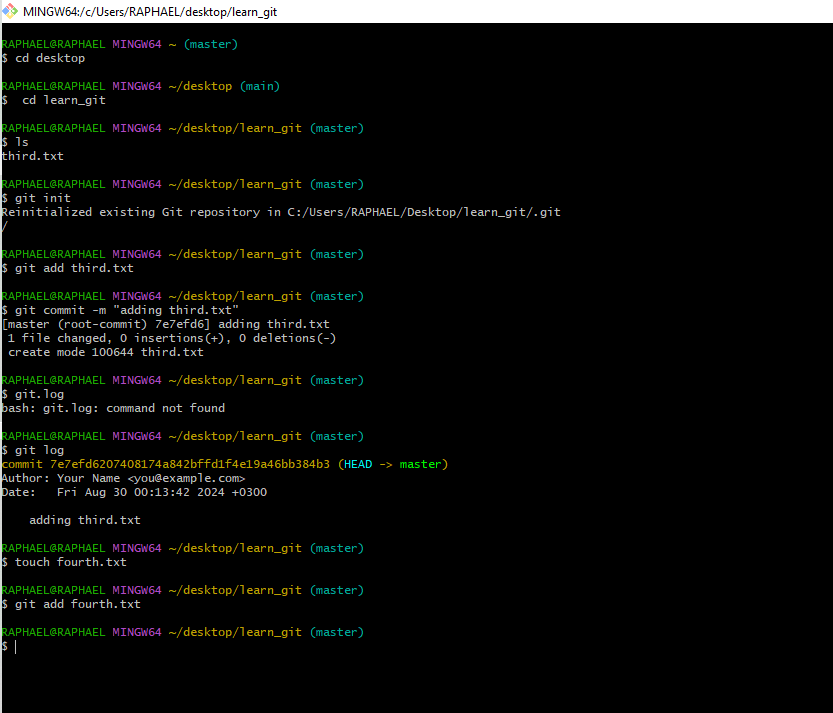 MINGW64:/c/Users/RAPHAEL/desktop/learn_git
RAPHAEL@RAPHAEL MINGW64 ~ (master)
$ cd desktop
RAPHAEL@RAPHAEL MINGW64 ~/desktop (main)
$  cd learn_git
RAPHAEL@RAPHAEL MINGW64 ~/desktop/learn_git (master)
$ ls
third.txt
RAPHAEL@RAPHAEL MINGW64 ~/desktop/learn_git (master)
$ git init
Reinitialized existing Git repository in C:/Users/RAPHAEL/Desktop/learn_git/.git
/
RAPHAEL@RAPHAEL MINGW64 ~/desktop/learn_git (master)
$ git add third.txt
RAPHAEL@RAPHAEL MINGW64 ~/desktop/learn_git (master)
$ git commit -m "adding third.txt"
[master (root-commit) 7e7efd6] adding third.txt
 1 file changed, 0 insertions(+), 0 deletions(-)
 create mode 100644 third.txt
RAPHAEL@RAPHAEL MINGW64 ~/desktop/learn_git (master)
$ git.log
bash: git.log: command not found
RAPHAEL@RAPHAEL MINGW64 ~/desktop/learn_git (master)
$ git log
commit 7e7efd6207408174a842bffd1f4e19a46bb384b3 (HEAD -> master)
Author: Your Name <you@example.com>
Date:   Fri Aug 30 00:13:42 2024 +0300
    adding third.txt
RAPHAEL@RAPHAEL MINGW64 ~/desktop/learn_git (master)
$ touch fourth.txt
RAPHAEL@RAPHAEL MINGW64 ~/desktop/learn_git (master)
$ git add fourth.txt
RAPHAEL@RAPHAEL MINGW64 ~/desktop/learn_git (master)
$